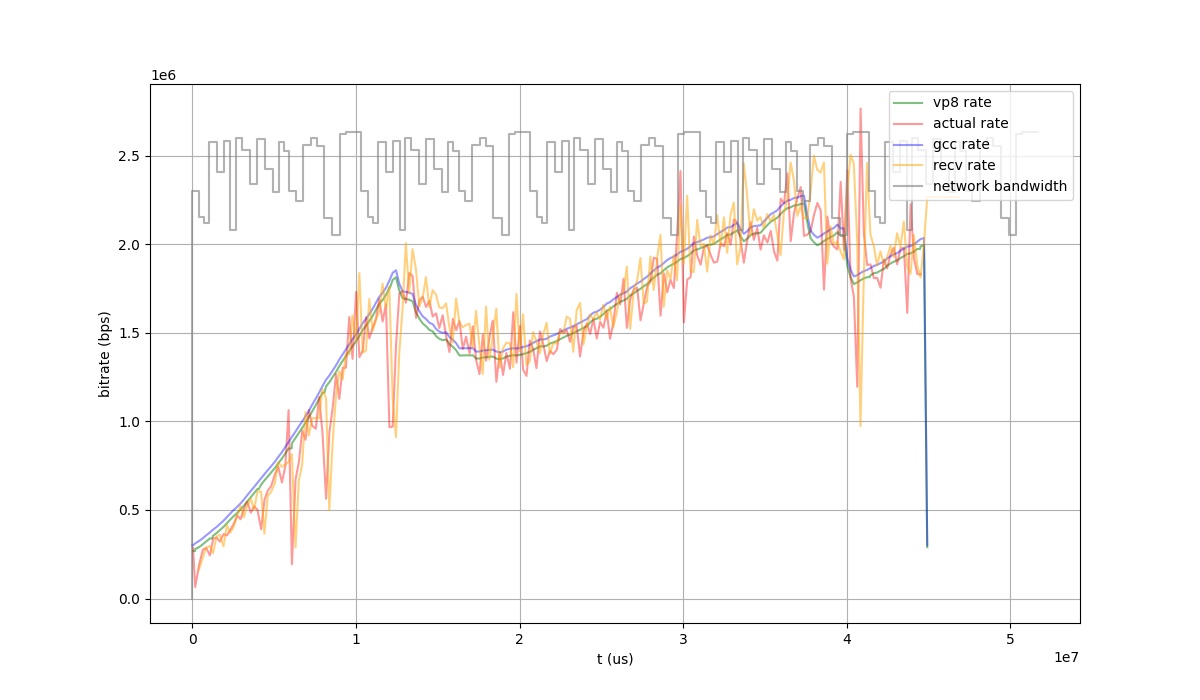 1e6
vp8 rate
actual rate
gcc rate
recv rate
network bandwidth
2.5
2.0
1.5
1.0
0.5
0.0
bitrate (bps)
0 1 2 3 4 5
t (us)
1e7